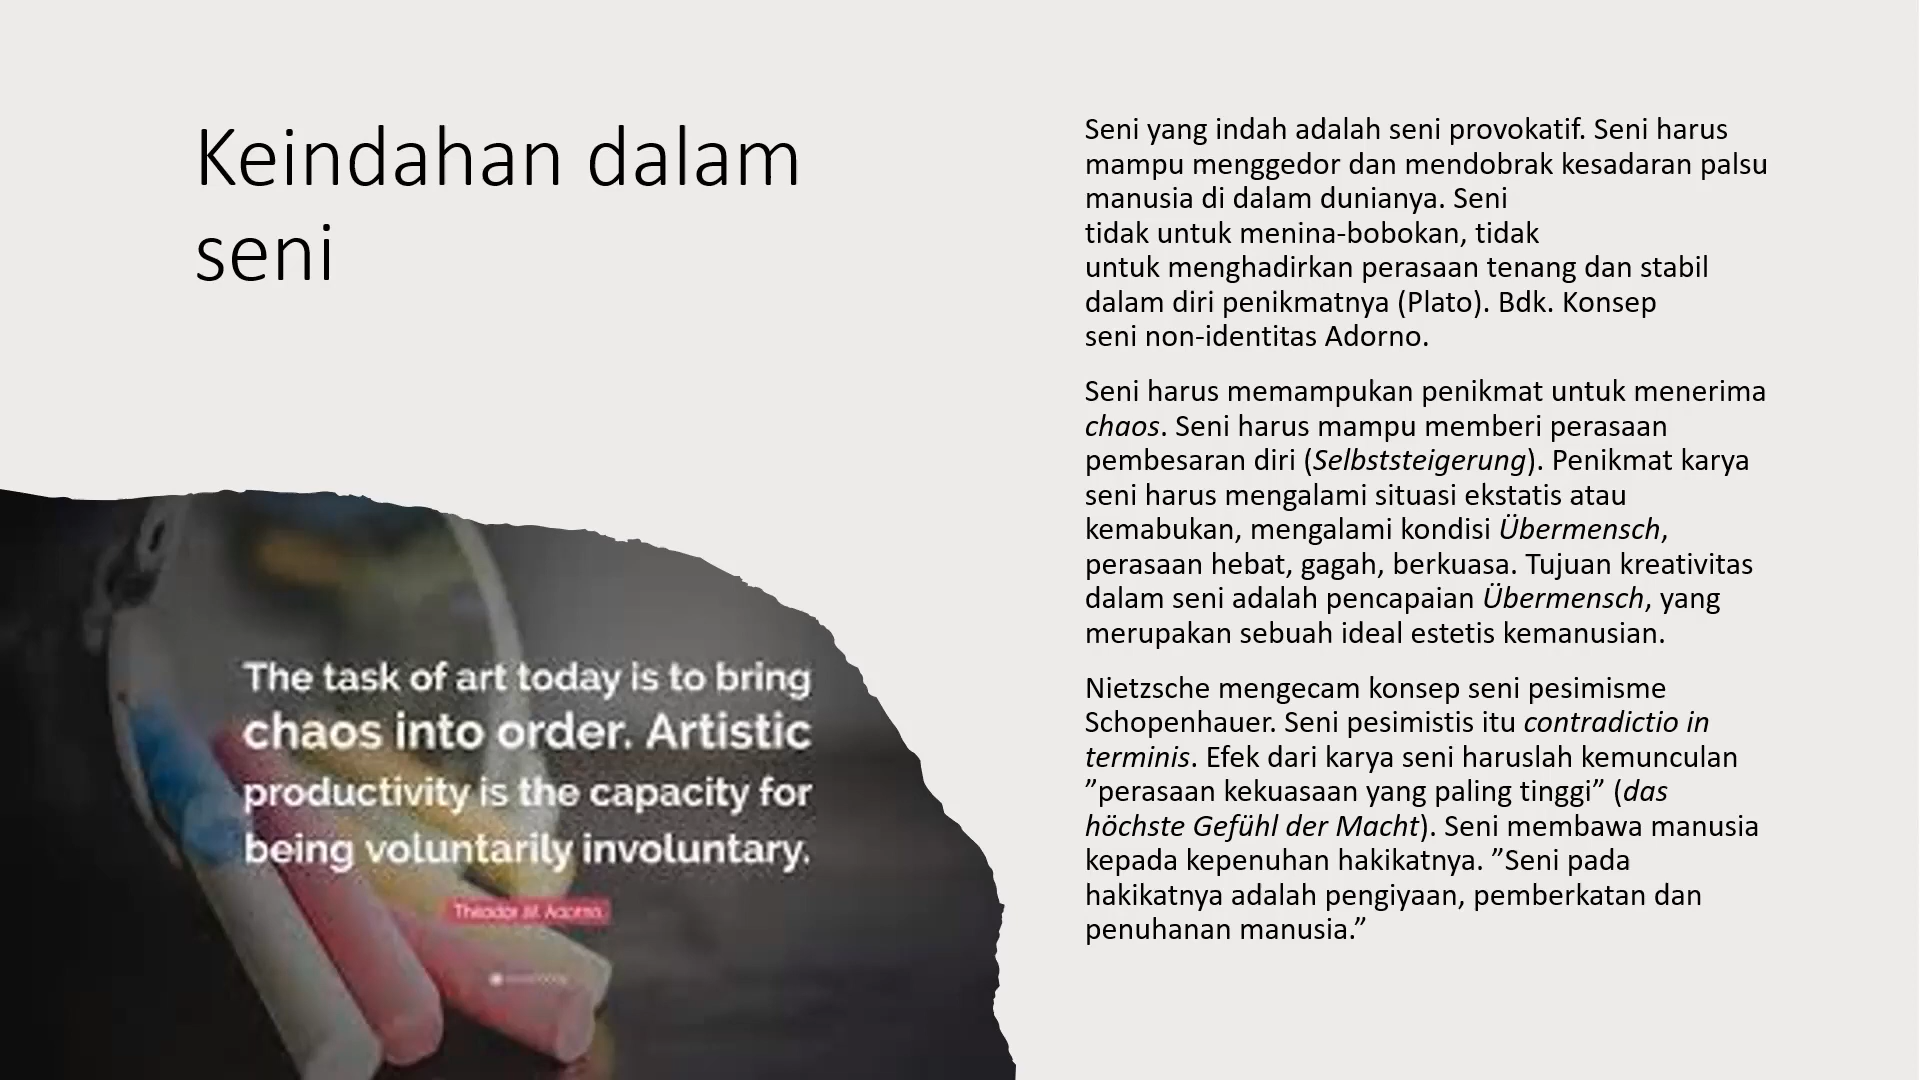 Keindahan dalam
seni
Seni yang indah adalah seni provokatif. Seni harus
mampu menggedor dan mendobrak kesadaran palsu
manusia di dalam dunianya. Seni
tidak untuk menina-bobokan, tidak
untuk menghadirkan perasaan tenang dan stabil
dalam diri penikmatnya (Plato). Bdk. Konsep
seni non-identitas Adorno.
Seni harus memampukan penikmat untuk menerima
chaos. Seni harus mampu memberi perasaan
pembesaran diri (Selbststeigerung). Penikmat karya
seni harus mengalami situasi ekstatis atau
kemabukan, mengalami kondisi Übermensch,
perasaan hebat, gagah, berkuasa. Tujuan kreativitas
dalam seni adalah pencapaian Übermensch, yang
merupakan sebuah ideal estetis kemanusian.
Nietzsche mengecam konsep seni pesimisme
Schopenhauer. Seni pesimistis itu contradictio in
terminis. Efek dari karya seni haruslah kemunculan
”perasaan kekuasaan yang paling tinggi” (das
höchste Gefühl der Macht). Seni membawa manusia
kepada kepenuhan hakikatnya. ”Seni pada
hakikatnya adalah pengiyaan, pemberkatan dan
penuhanan manusia.”
The task of art today is to bring
chaos into order. Artistic
productivity is the capacity for
being voluntarily involuntary.
Theodor W. Adorno